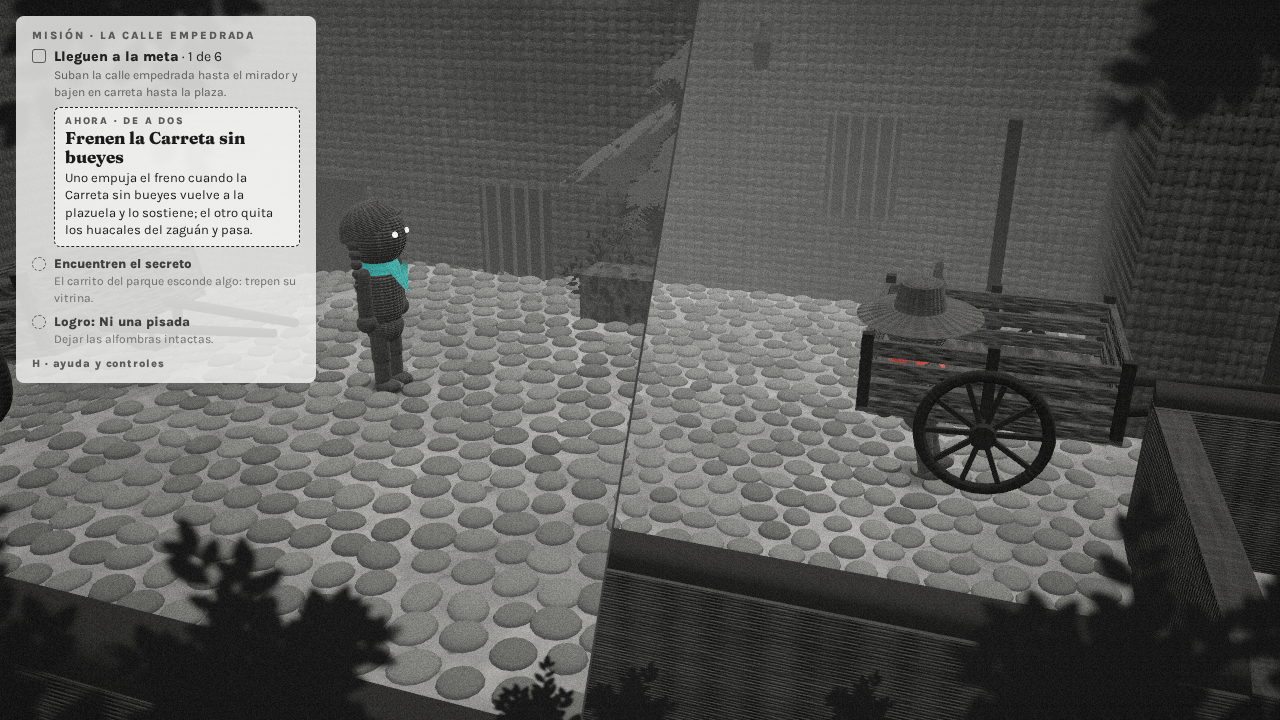 MISIÓN · LA CALLE EMPEDRADA
Lleguen a la meta · 1 de 6
Suban la calle empedrada hasta el mirador y
bajen en carreta hasta la plaza.
AHORA · DE A DOS
Frenen la Carreta sin
bueyes
Uno empuja el freno cuando la
Carreta sin bueyes vuelve a la
plazuela y lo sostiene; el otro quita
los huacales del zaguán y pasa.
Encuentren el secreto
El carrito del parque esconde algo: trepen su
vitrina.
Logro: Ni una pisada
Dejar las alfombras intactas.
H · ayuda y controles